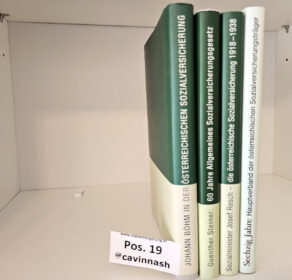 JOHANN BÖHM IN DER ÖSTERREICHISCHEN SOZIALVERSICHERUNG
Guenther Steiner 60 Jahre Allgemeines Sozialversicherungsgesetz
Sozialminister Josef Resch – die österreichische Sozialversicherung 1918–1938
Sechzig Jahre Hauptverband der österreichischen Sozialversicherungsträger
Pos. 19
@cavinnash